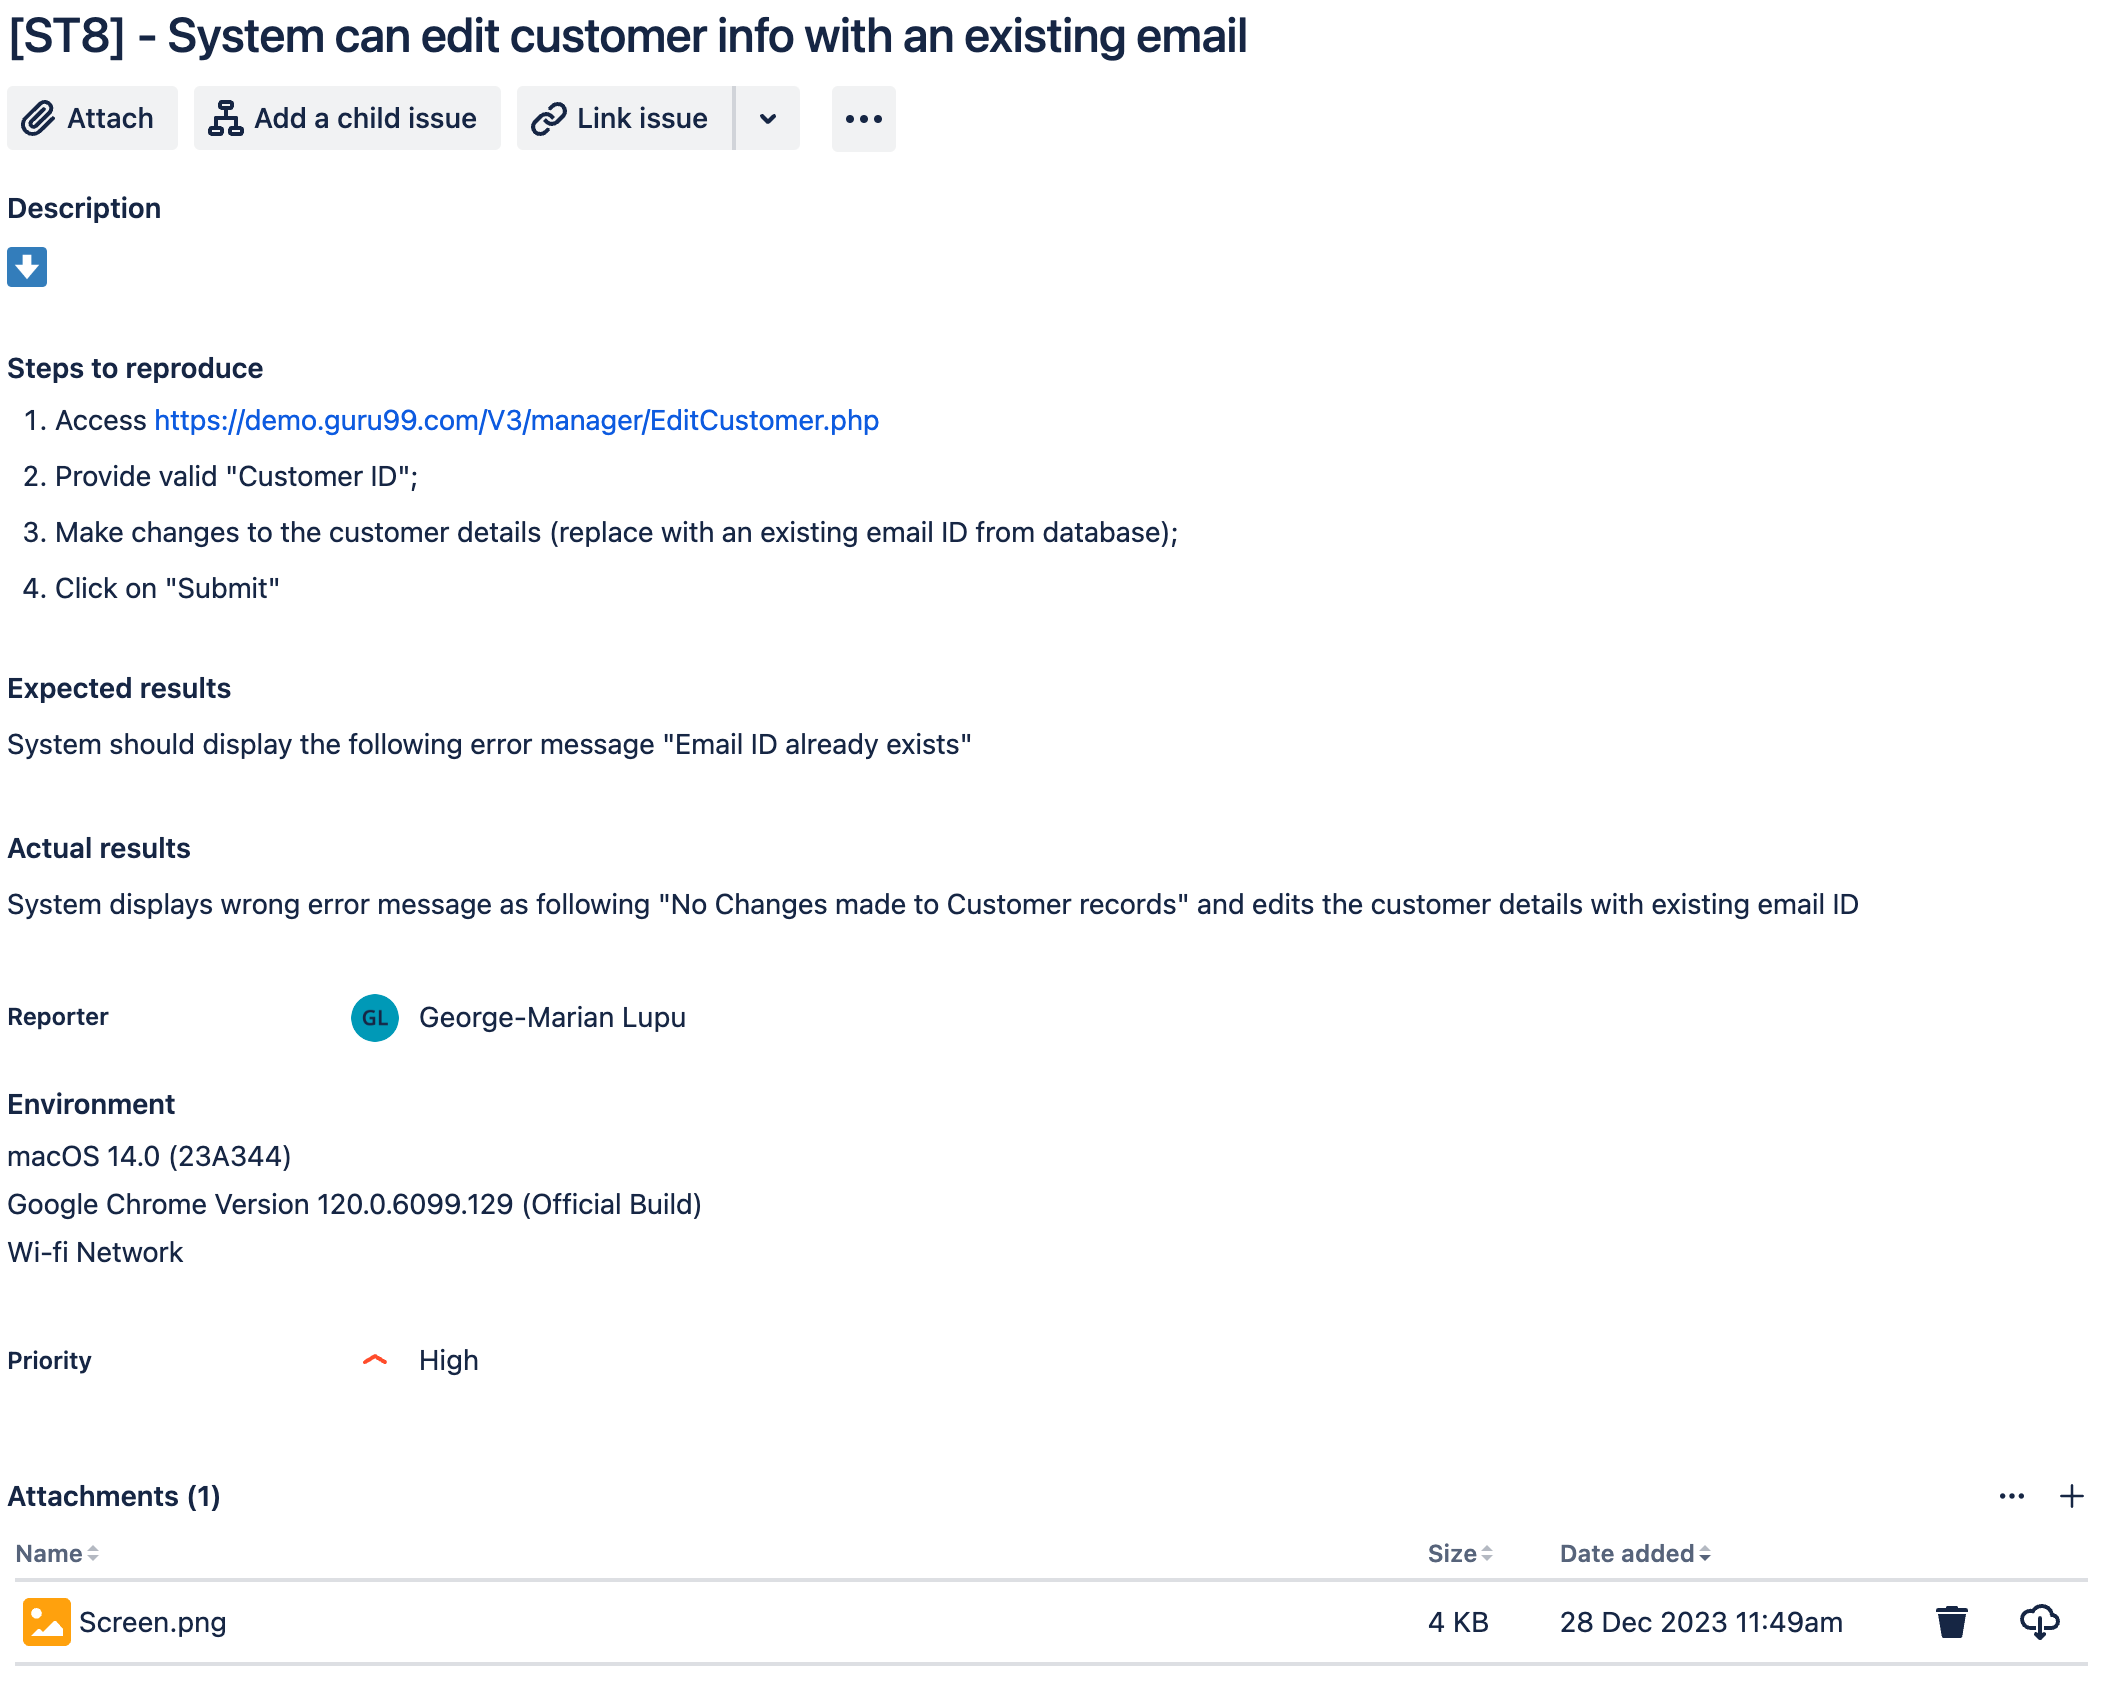 [ST8] - System can edit customer info with an existing email
Attach
Add a child issue
Link issue
Description
Steps to reproduce
1. Access https://demo.guru99.com/V3/manager/EditCustomer.php
2. Provide valid "Customer ID";
3. Make changes to the customer details (replace with an existing email ID from database);
4. Click on "Submit"
Expected results
System should display the following error message "Email ID already exists"
Actual results
System displays wrong error message as following "No Changes made to Customer records" and edits the customer details with existing email ID
Reporter GL George-Marian Lupu
Environment
macOS 14.0 (23A344)
Google Chrome Version 120.0.6099.129 (Official Build)
Wi-fi Network
Priority High
Attachments (1)
Name Size Date added
Screen.png 4 KB 28 Dec 2023 11:49am